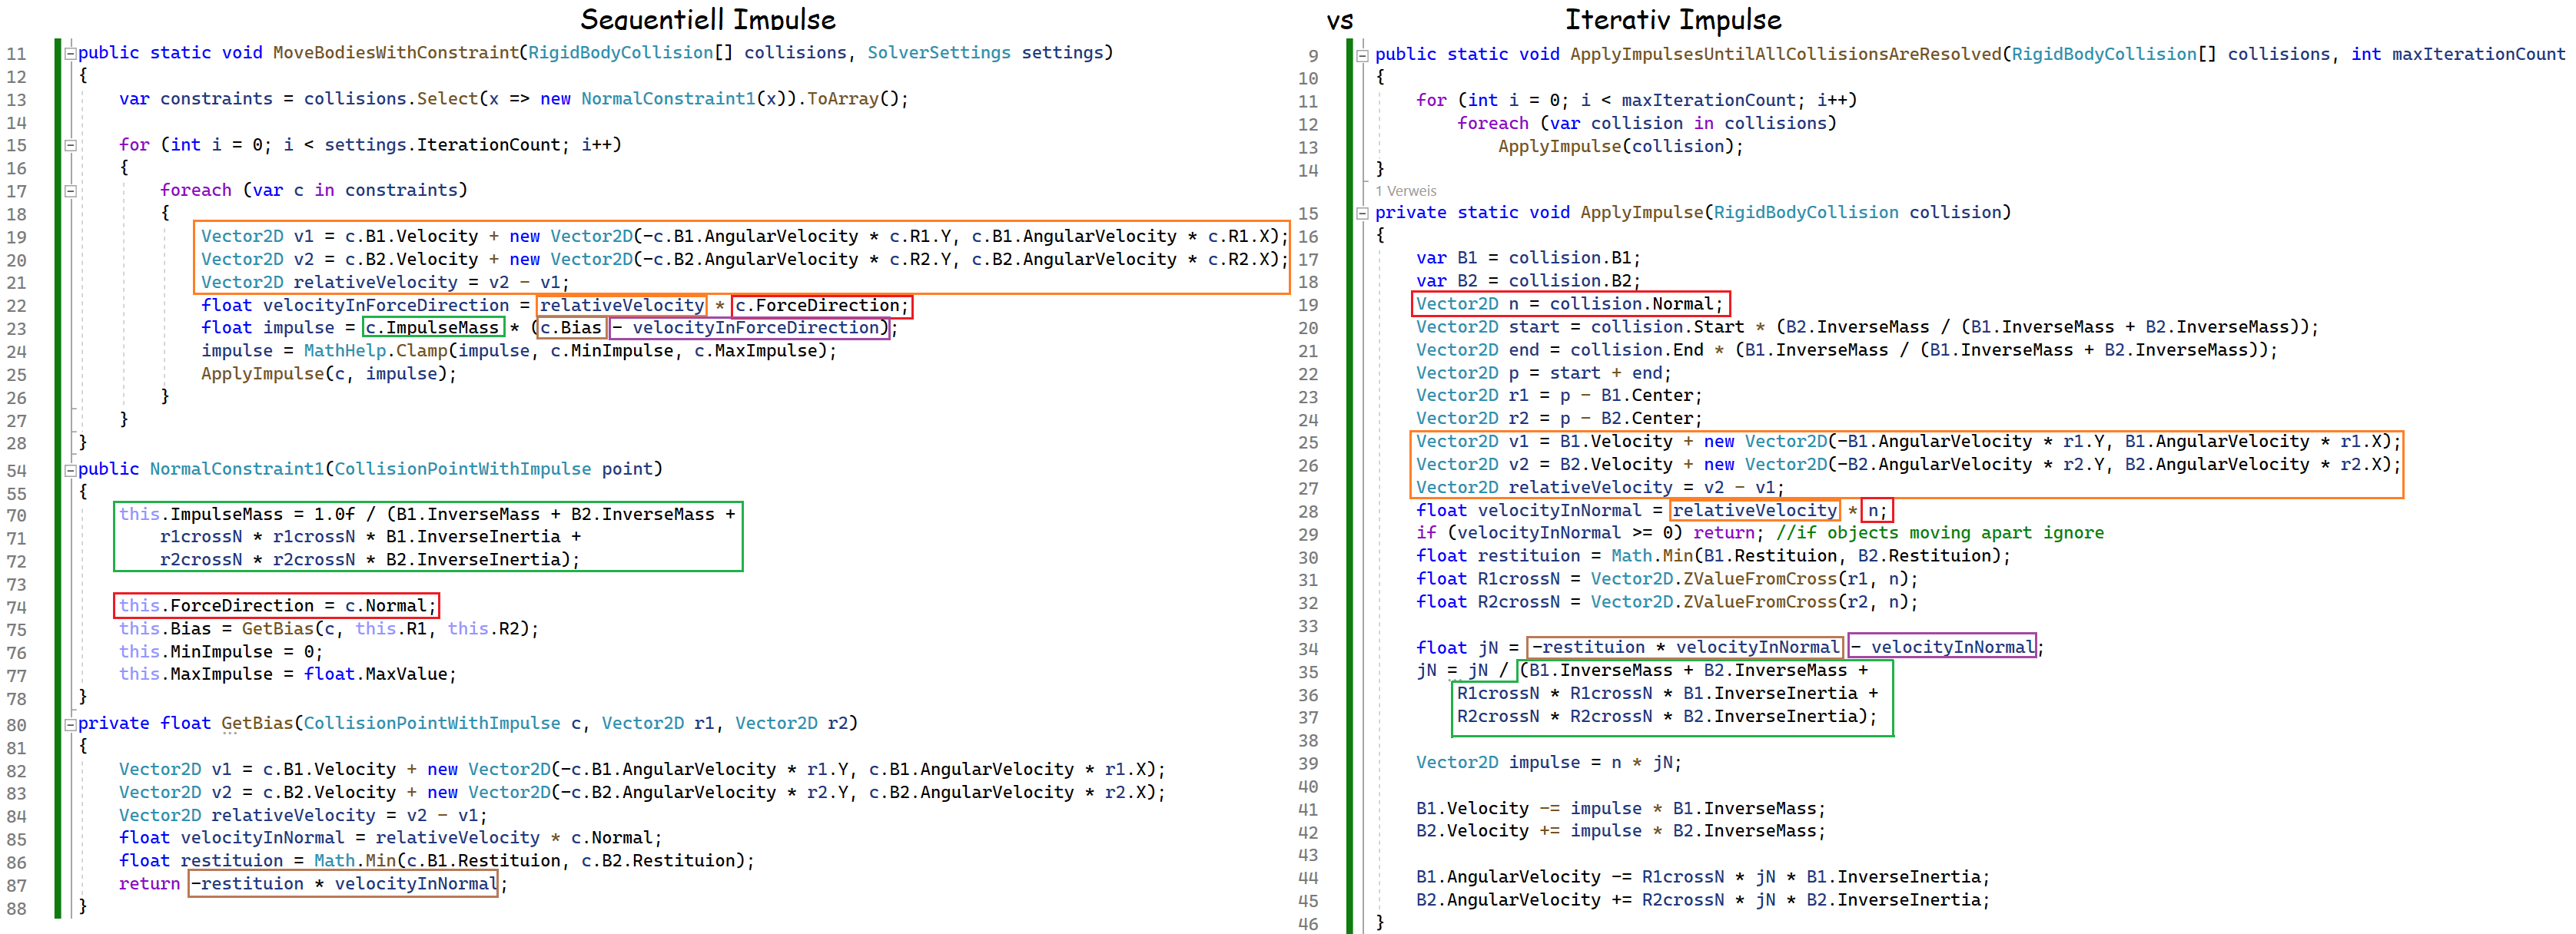 Sequentiell Impulse vs Iterativ Impulse
11 public static void MoveBodiesWithConstraint(RigidBodyCollision[] collisions, SolverSettings settings)
12 {
13 var constraints = collisions.Select(x => new NormalConstraint1(x)).ToArray();
14
15 for (int i = 0; i < settings.IterationCount; i++)
16 {
17 foreach (var c in constraints)
18 {
19 Vector2D v1 = c.B1.Velocity + new Vector2D(-c.B1.AngularVelocity * c.R1.Y, c.B1.AngularVelocity * c.R1.X);
20 Vector2D v2 = c.B2.Velocity + new Vector2D(-c.B2.AngularVelocity * c.R2.Y, c.B2.AngularVelocity * c.R2.X);
21 Vector2D relativeVelocity = v2 - v1;
22 float velocityInForceDirection = relativeVelocity * c.ForceDirection;
23 float impulse = c.ImpulseMass * (c.Bias - velocityInForceDirection);
24 impulse = MathHelp.Clamp(impulse, c.MinImpulse, c.MaxImpulse);
25 ApplyImpulse(c, impulse);
26 }
27 }
28 }
54 public NormalConstraint1(CollisionPointWithImpulse point)
55 {
70 this.ImpulseMass = 1.0f / (B1.InverseMass + B2.InverseMass +
71 r1crossN * r1crossN * B1.InverseInertia +
72 r2crossN * r2crossN * B2.InverseInertia);
73
74 this.ForceDirection = c.Normal;
75 this.Bias = GetBias(c, this.R1, this.R2);
76 this.MinImpulse = 0;
77 this.MaxImpulse = float.MaxValue;
78 }
80 private float GetBias(CollisionPointWithImpulse c, Vector2D r1, Vector2D r2)
81 {
82 Vector2D v1 = c.B1.Velocity + new Vector2D(-c.B1.AngularVelocity * r1.Y, c.B1.AngularVelocity * r1.X);
83 Vector2D v2 = c.B2.Velocity + new Vector2D(-c.B2.AngularVelocity * r2.Y, c.B2.AngularVelocity * r2.X);
84 Vector2D relativeVelocity = v2 - v1;
85 float velocityInNormal = relativeVelocity * c.Normal;
86 float restituion = Math.Min(c.B1.Restituion, c.B2.Restituion);
87 return -restituion * velocityInNormal;
88 }
9 public static void ApplyImpulsesUntilAllCollisionsAreResolved(RigidBodyCollision[] collisions, int maxIterationCount
10 {
11 for (int i = 0; i < maxIterationCount; i++)
12 foreach (var collision in collisions)
13 ApplyImpulse(collision);
14 }
1 Verweis
15 private static void ApplyImpulse(RigidBodyCollision collision)
16 {
17 var B1 = collision.B1;
18 var B2 = collision.B2;
19 Vector2D n = collision.Normal;
20 Vector2D start = collision.Start * (B2.InverseMass / (B1.InverseMass + B2.InverseMass));
21 Vector2D end = collision.End * (B1.InverseMass / (B1.InverseMass + B2.InverseMass));
22 Vector2D p = start + end;
23 Vector2D r1 = p - B1.Center;
24 Vector2D r2 = p - B2.Center;
25 Vector2D v1 = B1.Velocity + new Vector2D(-B1.AngularVelocity * r1.Y, B1.AngularVelocity * r1.X);
26 Vector2D v2 = B2.Velocity + new Vector2D(-B2.AngularVelocity * r2.Y, B2.AngularVelocity * r2.X);
27 Vector2D relativeVelocity = v2 - v1;
28 float velocityInNormal = relativeVelocity * n;
29 if (velocityInNormal >= 0) return; //if objects moving apart ignore
30 float restituion = Math.Min(B1.Restituion, B2.Restituion);
31 float R1crossN = Vector2D.ZValueFromCross(r1, n);
32 float R2crossN = Vector2D.ZValueFromCross(r2, n);
33
34 float jN = -restituion * velocityInNormal - velocityInNormal;
35 jN = jN / (B1.InverseMass + B2.InverseMass +
36 R1crossN * R1crossN * B1.InverseInertia +
37 R2crossN * R2crossN * B2.InverseInertia);
38
39 Vector2D impulse = n * jN;
40
41 B1.Velocity -= impulse * B1.InverseMass;
42 B2.Velocity += impulse * B2.InverseMass;
43
44 B1.AngularVelocity -= R1crossN * jN * B1.InverseInertia;
45 B2.AngularVelocity += R2crossN * jN * B2.InverseInertia;
46 }